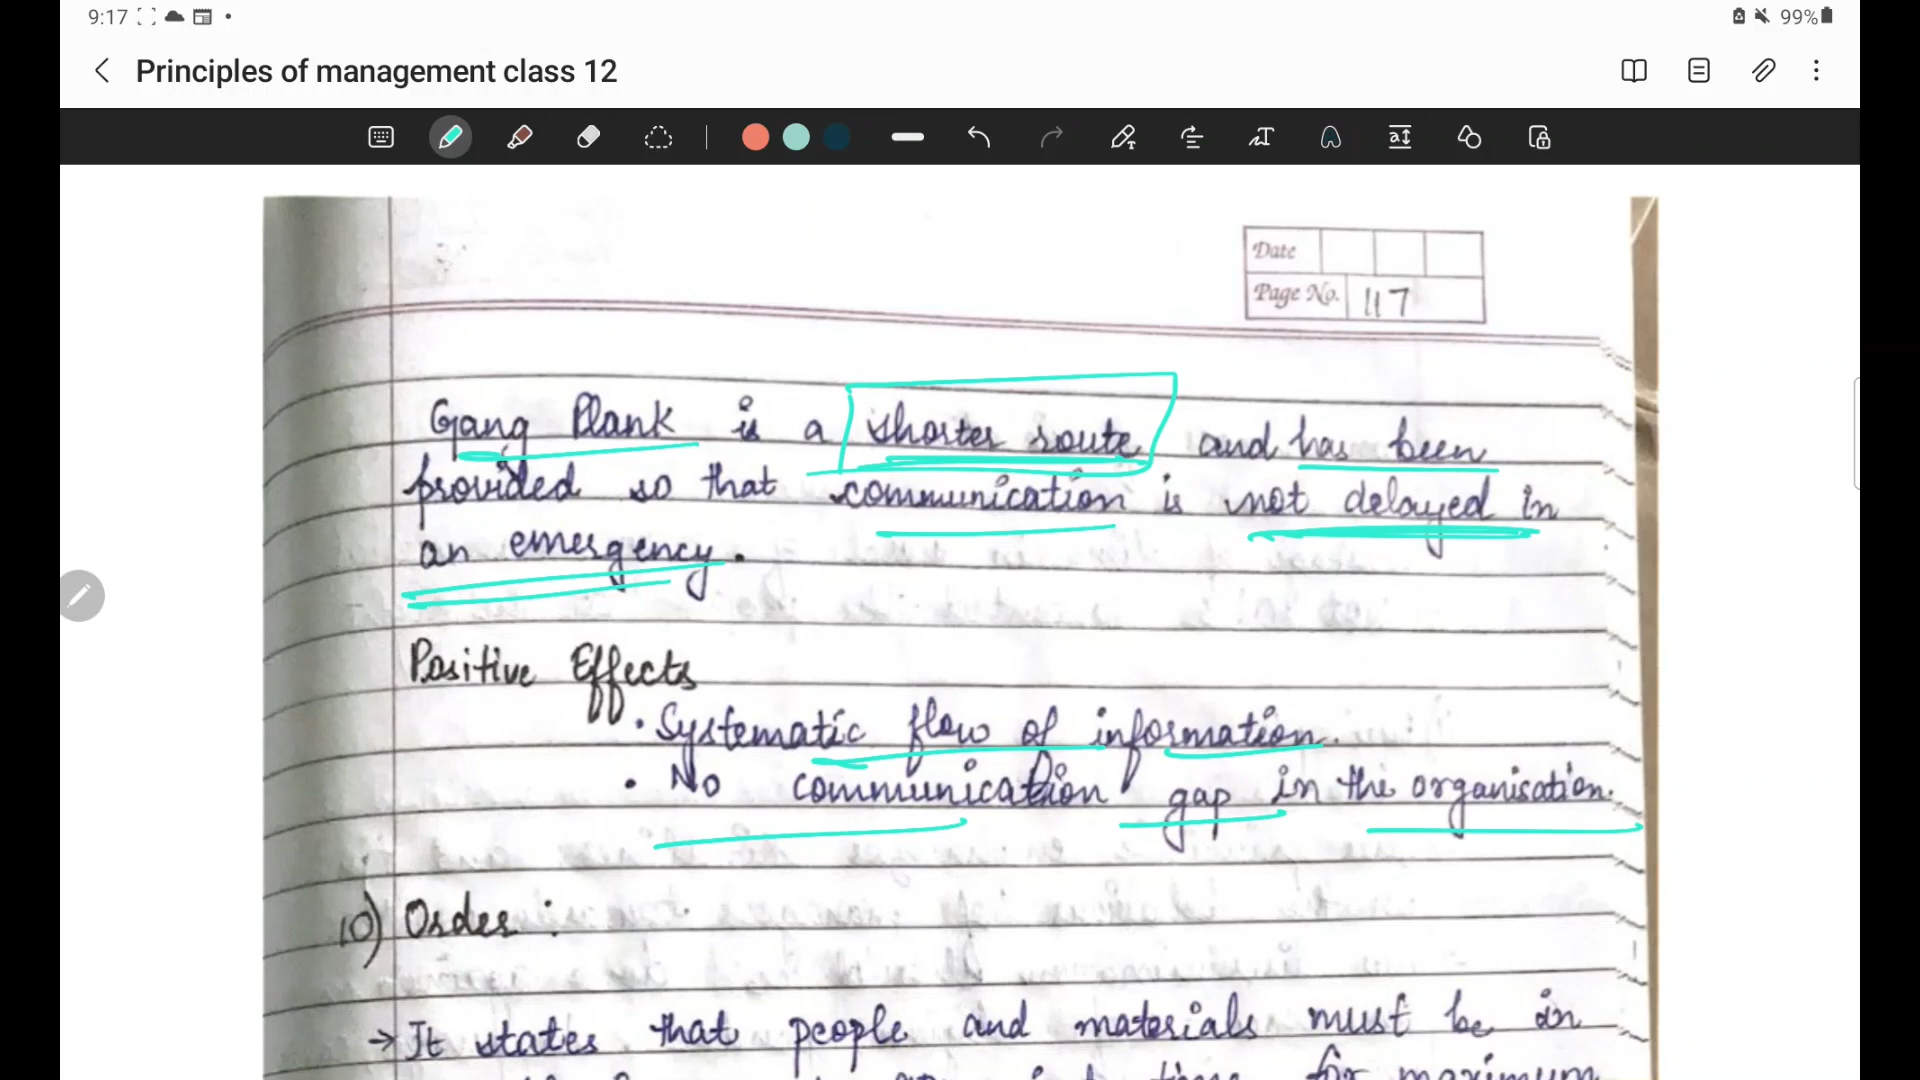 9:17
99%
Principles of management class 12
Date
Page No. 117
Gang Plank is a shorter route and has been
provided so that communication is not delayed in
an emergency.
Positive Effects
• Systematic flow of information.
• No communication gap in the organisation.
10) Order :
→ It states that people and materials must be in
for maximum